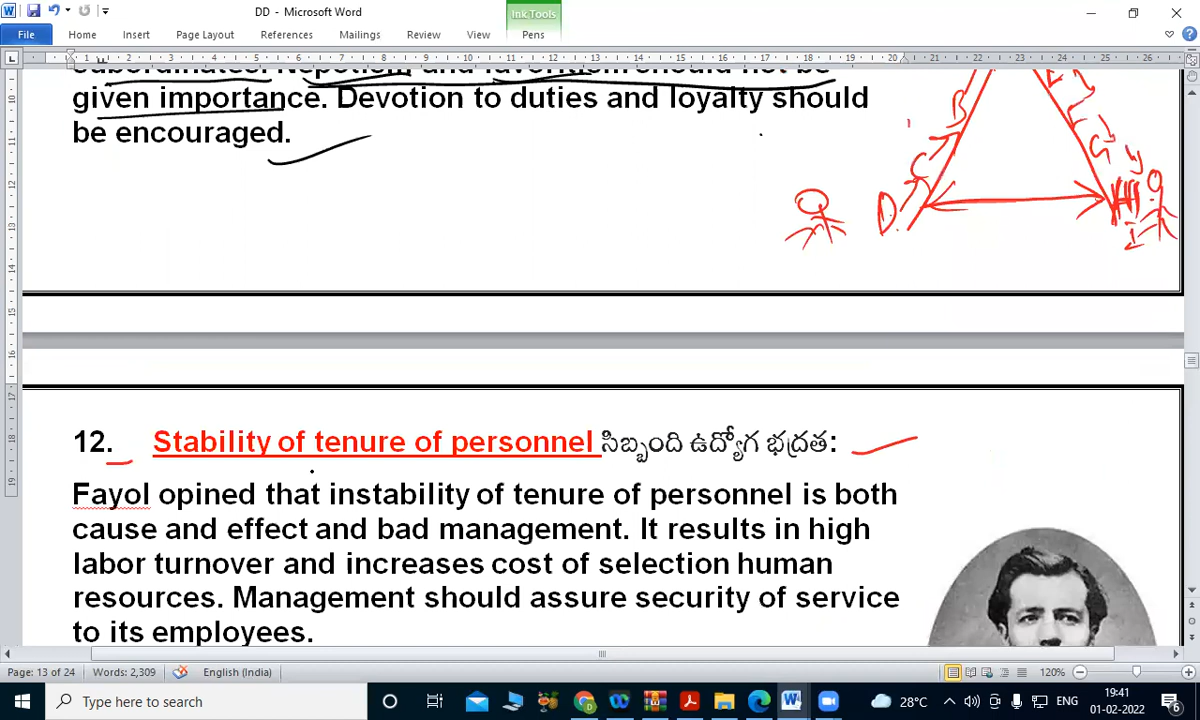 DD - Microsoft Word
Ink Tools
File Home Insert Page Layout References Mailings Review View Pens
given importance. Devotion to duties and loyalty should
be encouraged.
B
C
D
E
F
G
12. Stability of tenure of personnel సిబ్బంది ఉద్యోగ భద్రత:
Fayol opined that instability of tenure of personnel is both
cause and effect and bad management. It results in high
labor turnover and increases cost of selection human
resources. Management should assure security of service
to its employees.
Page: 13 of 24 Words: 2,309 English (India) 120%
Type here to search 28°C ENG 19:41
01-02-2022
6